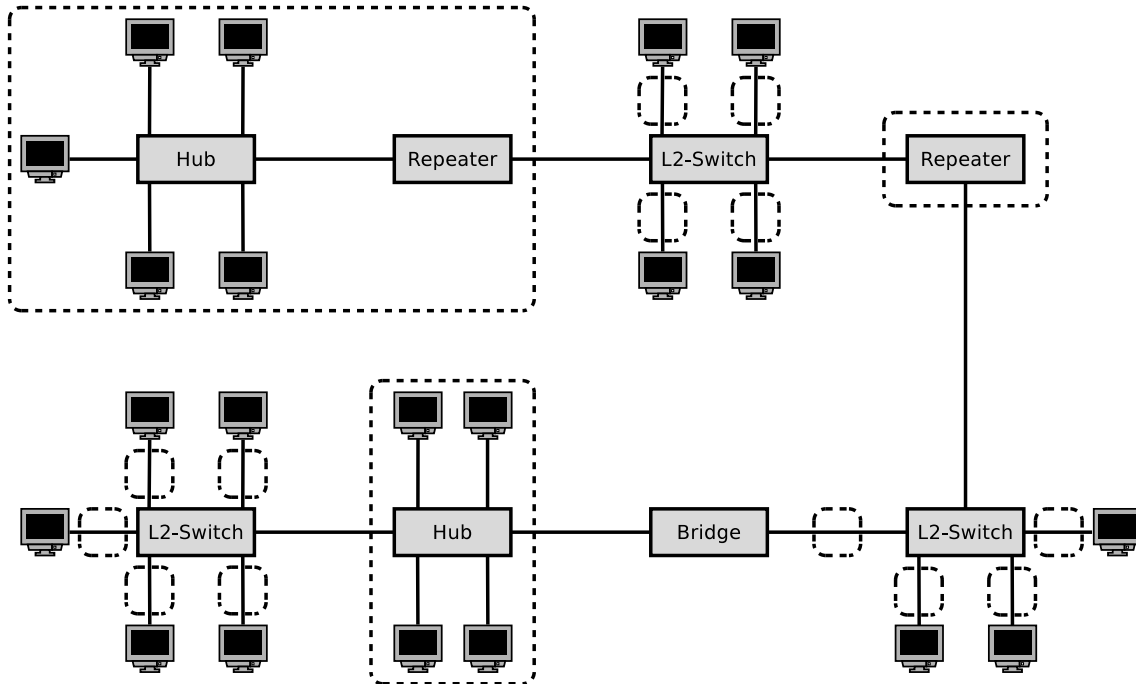 Hub
Repeater
L2-Switch
Repeater
L2-Switch
Hub
Bridge
L2-Switch